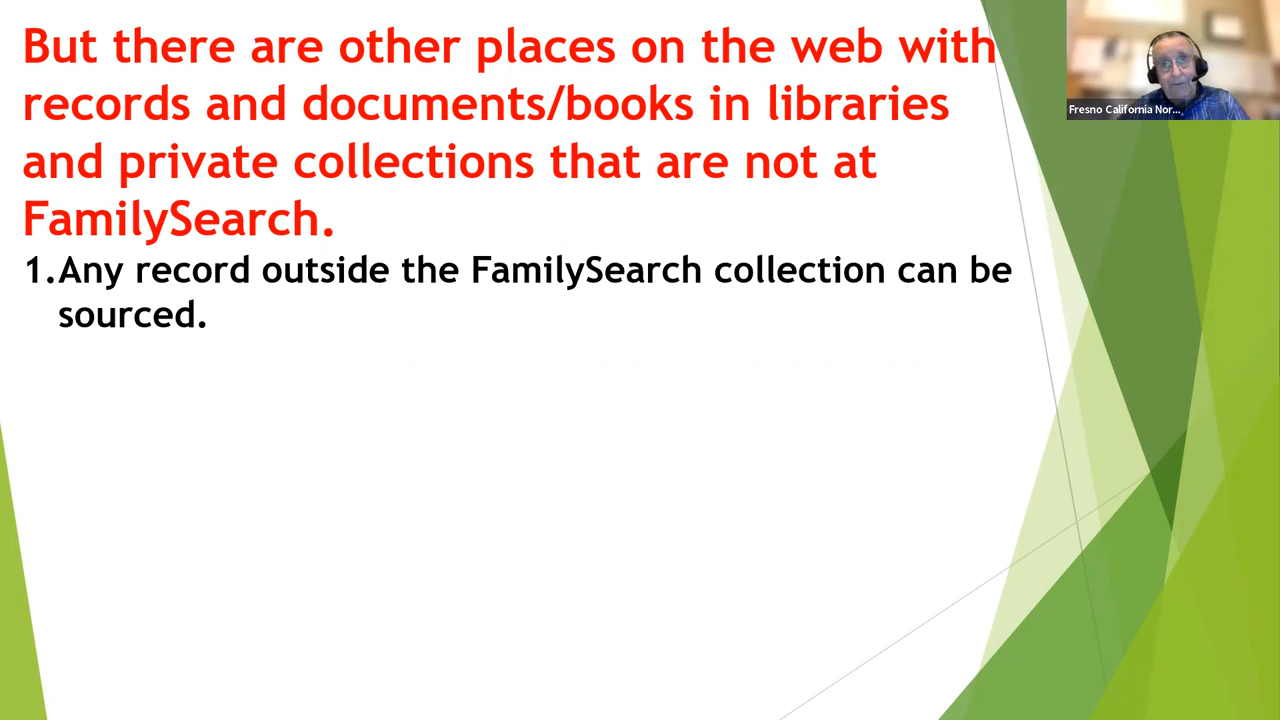 But there are other places on the web with
records and documents/books in libraries
and private collections that are not at
FamilySearch.
1.Any record outside the FamilySearch collection can be
sourced.
Fresno California Nor...